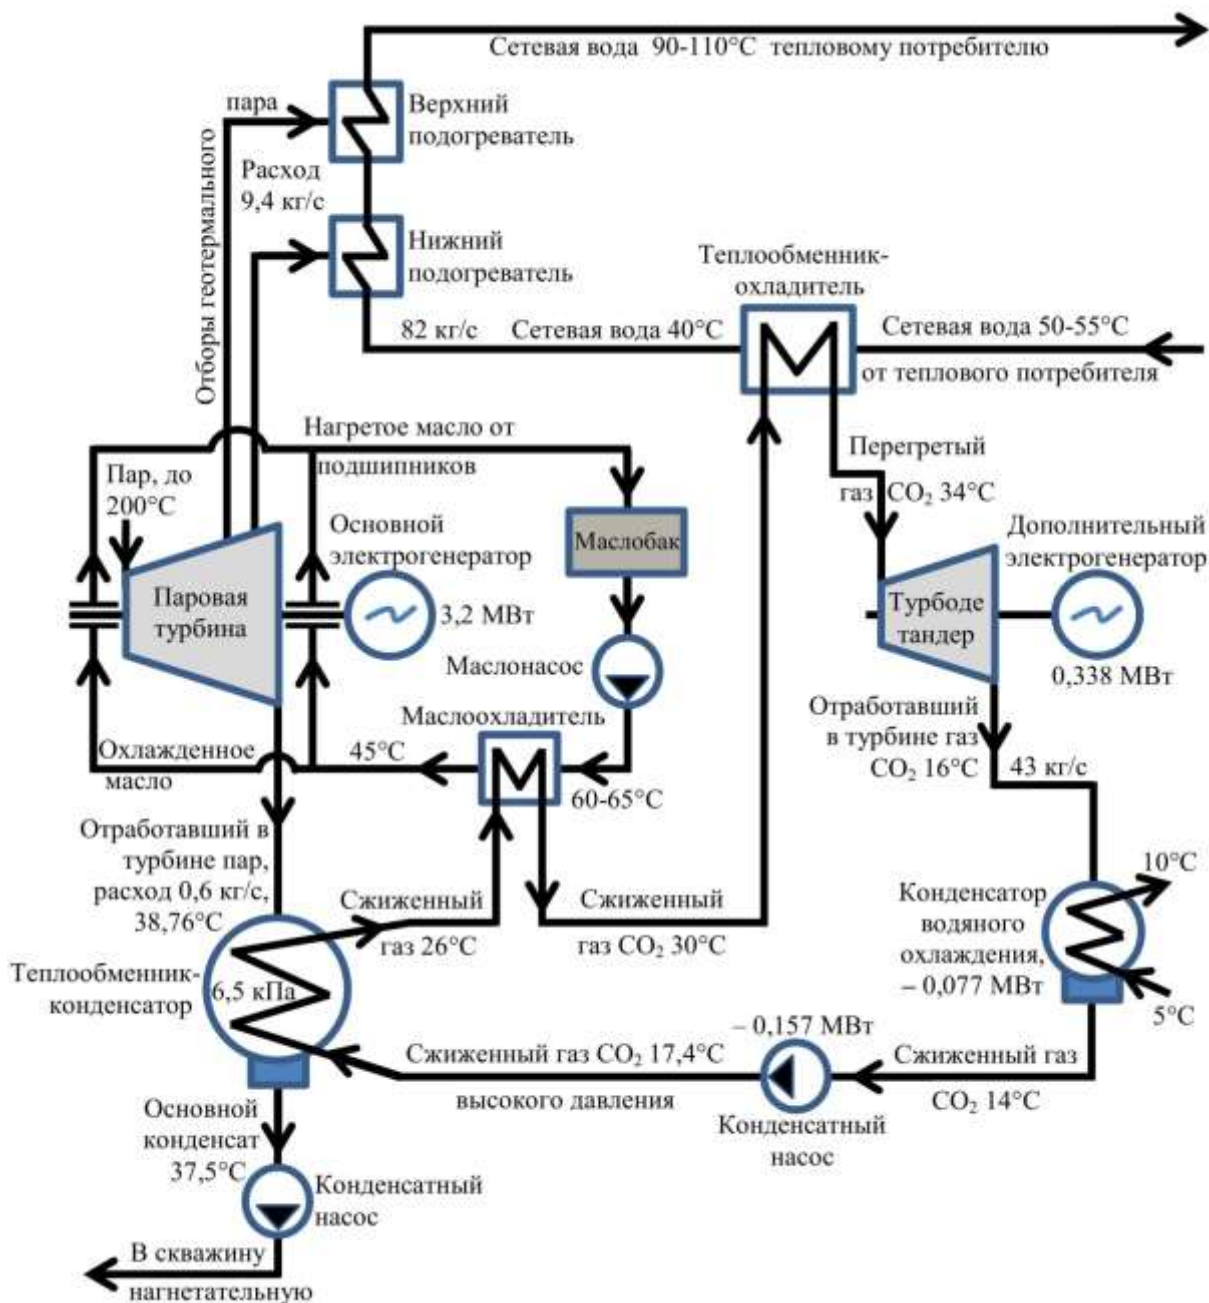 Сетевая вода 90-110°С тепловому потребителю
пара
Верхний
подогреватель
Отборы геотермального
Расход
9,4 кг/с
Нижний
подогреватель
Теплообменник-
охладитель
82 кг/с
Сетевая вода 40°С
Сетевая вода 50-55°С
от теплового потребителя
Нагретое масло от
подшипников
Перегретый
газ СО₂ 34°С
Пар, до
200°С
Основной
электрогенератор
Маслобак
Дополнительный
электрогенератор
Паровая
турбина
3,2 МВт
Турбоде
тандер
Маслонасос
0,338 МВт
Маслоохладитель
Отработавший
в турбине газ
СО₂ 16°С
Охлажденное
масло
45°С
60-65°С
43 кг/с
Отработавший в
турбине пар,
расход 0,6 кг/с,
38,76°С
Сжиженный
газ 26°С
Сжиженный
газ СО₂ 30°С
10°С
Конденсатор
водяного
охлаждения,
– 0,077 МВт
5°С
Теплообменник-
конденсатор
6,5 кПа
– 0,157 МВт
Сжиженный газ СО₂ 17,4°С
высокого давления
Сжиженный газ
СО₂ 14°С
Конденсатный
насос
Основной
конденсат
37,5°С
Конденсатный
насос
В скважину
нагнетательную